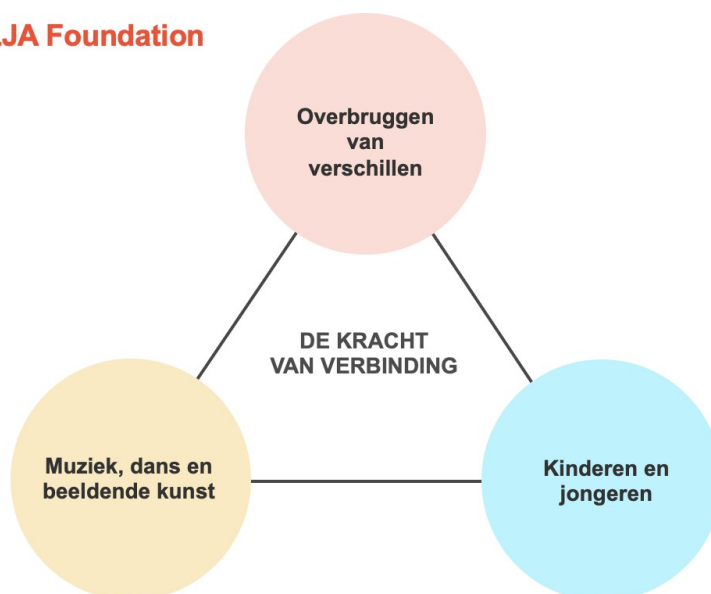 JA Foundation
Overbruggen
van
verschillen
DE KRACHT
VAN VERBINDING
Muziek, dans en
beeldende kunst
Kinderen en
jongeren